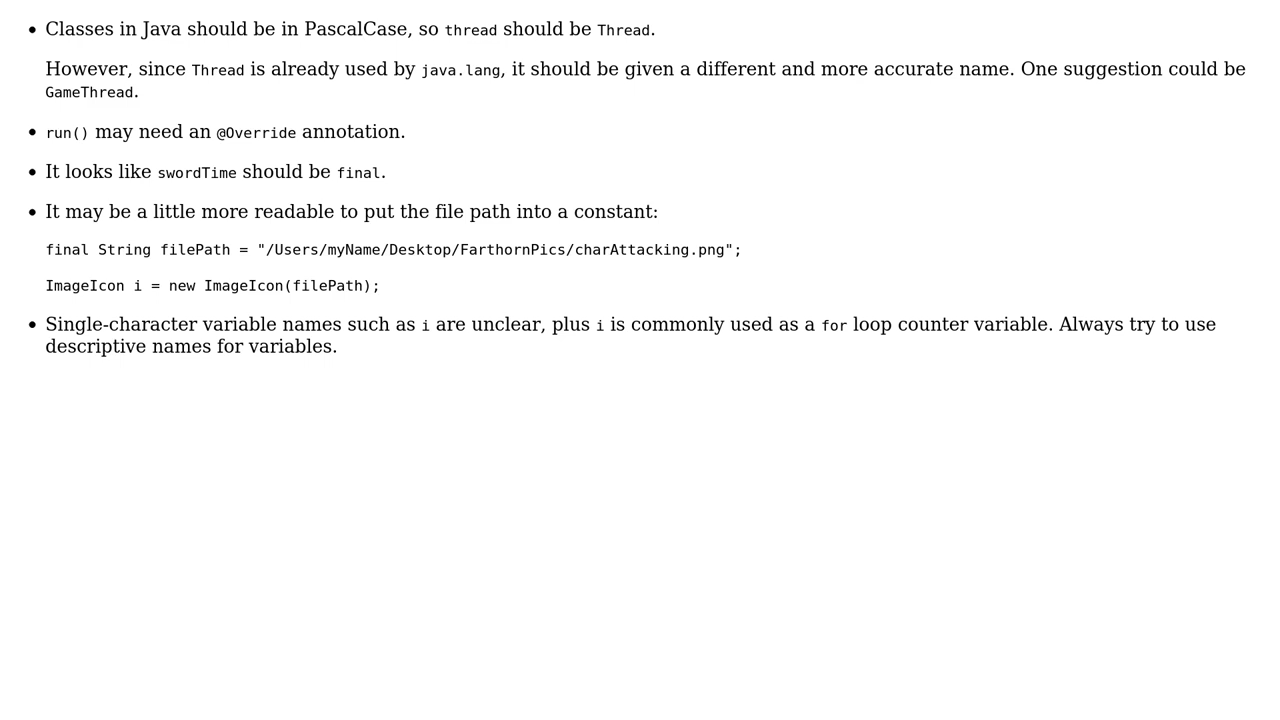 Classes in Java should be in PascalCase, so thread should be Thread.
However, since Thread is already used by java.lang, it should be given a different and more accurate name. One suggestion could be
GameThread.
run() may need an @Override annotation.
It looks like swordTime should be final.
It may be a little more readable to put the file path into a constant:
final String filePath = "/Users/myName/Desktop/FarthornPics/charAttacking.png";
ImageIcon i = new ImageIcon(filePath);
Single-character variable names such as i are unclear, plus i is commonly used as a for loop counter variable. Always try to use
descriptive names for variables.